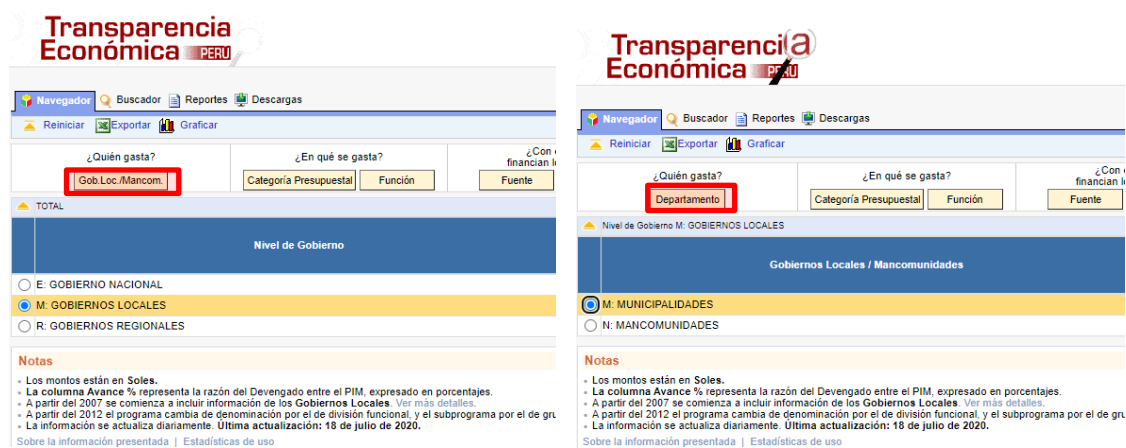 Transparencia
Económica PERU
Navegador Buscador Reportes Descargas
Reiniciar Exportar Graficar
¿Quién gasta? ¿En qué se gasta? ¿Con
financian
Gob.Loc./Mancom. Categoría Presupuestal Función Fuente
TOTAL
Nivel de Gobierno
E: GOBIERNO NACIONAL
M: GOBIERNOS LOCALES
R: GOBIERNOS REGIONALES
Notas
Los montos están en Soles.
La columna Avance % representa la razón del Devengado entre el PIM, expresado en porcentajes.
A partir del 2007 se comienza a incluir información de los Gobiernos Locales. Ver más detalles.
A partir del 2012 el programa cambia de denominación por el de división funcional, y el subprograma por el de gru
La información se actualiza diariamente. Última actualización: 18 de julio de 2020.
Sobre la información presentada | Estadísticas de uso
Transparencia
Económica PERU
Navegador Buscador Reportes Descargas
Reiniciar Exportar Graficar
¿Quién gasta? ¿En qué se gasta? ¿Con
financian
Departamento Categoría Presupuestal Función Fuente
Nivel de Gobierno M: GOBIERNOS LOCALES
Gobiernos Locales / Mancomunidades
M: MUNICIPALIDADES
N: MANCOMUNIDADES
Notas
Los montos están en Soles.
La columna Avance % representa la razón del Devengado entre el PIM, expresado en porcentajes.
A partir del 2007 se comienza a incluir información de los Gobiernos Locales. Ver más detalles.
A partir del 2012 el programa cambia de denominación por el de división funcional, y el subprograma por el de gru
La información se actualiza diariamente. Última actualización: 18 de julio de 2020.
Sobre la información presentada | Estadísticas de uso